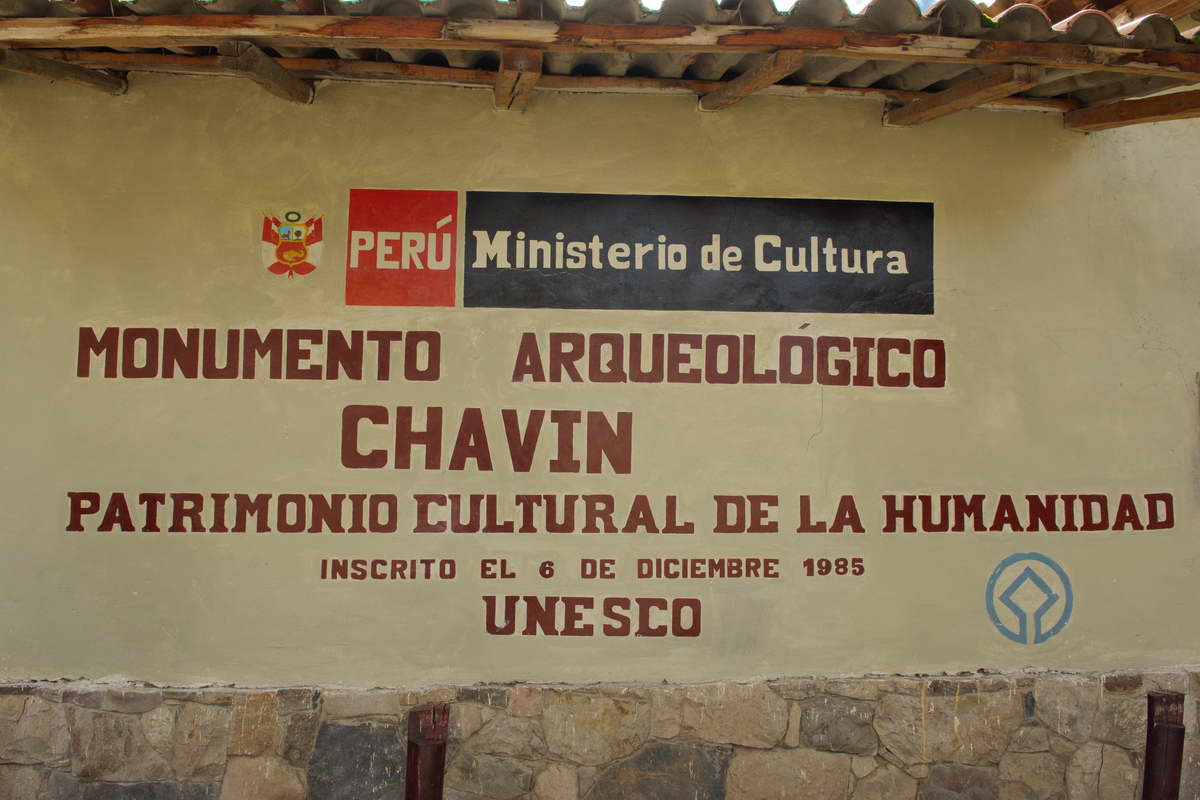 PERÚ Ministerio de Cultura
MONUMENTO ARQUEOLÓGICO
CHAVIN
PATRIMONIO CULTURAL DE LA HUMANIDAD
INSCRITO EL 6 DE DICIEMBRE 1985
UNESCO